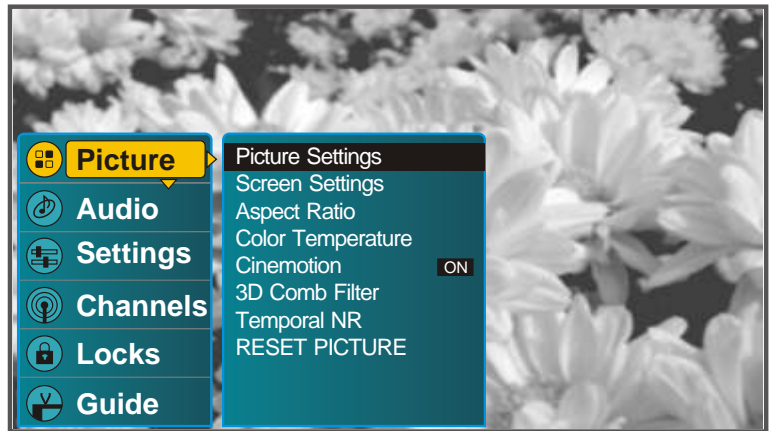 Picture
Audio
Settings
Channels
Locks
Guide
Picture Settings
Screen Settings
Aspect Ratio
Color Temperature
Cinemotion ON
3D Comb Filter
Temporal NR
RESET PICTURE